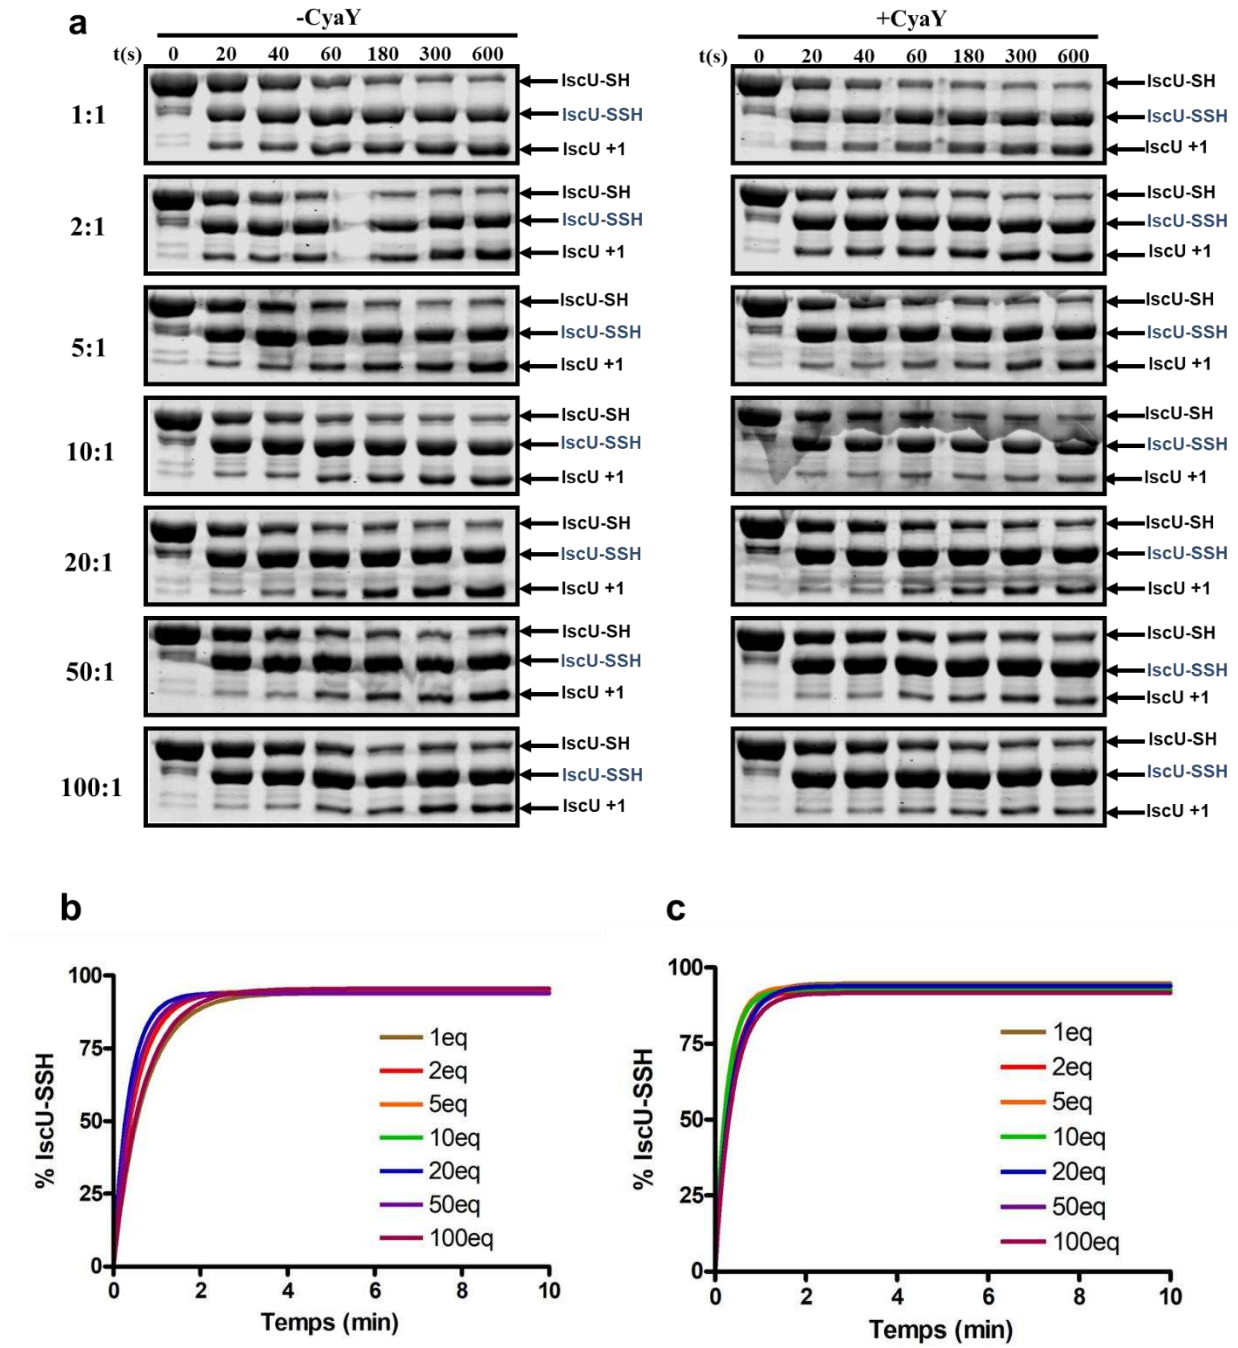 a
-CyaY
+CyaY
t(s) 0 20 40 60 180 300 600
t(s) 0 20 40 60 180 300 600
1:1
IscU-SH
IscU-SSH
IscU +1
IscU-SH
IscU-SSH
IscU +1
2:1
IscU-SH
IscU-SSH
IscU +1
IscU-SH
IscU-SSH
IscU +1
5:1
IscU-SH
IscU-SSH
IscU +1
IscU-SH
IscU-SSH
IscU +1
10:1
IscU-SH
IscU-SSH
IscU +1
IscU-SH
IscU-SSH
IscU +1
20:1
IscU-SH
IscU-SSH
IscU +1
IscU-SH
IscU-SSH
IscU +1
50:1
IscU-SH
IscU-SSH
IscU +1
IscU-SH
IscU-SSH
IscU +1
100:1
IscU-SH
IscU-SSH
IscU +1
IscU-SH
IscU-SSH
IscU +1
b
% IscU-SSH
100
75
50
25
0
1eq
2eq
5eq
10eq
20eq
50eq
100eq
0 2 4 6 8 10
Temps (min)
c
% IscU-SSH
100
75
50
25
0
1eq
2eq
5eq
10eq
20eq
50eq
100eq
0 2 4 6 8 10
Temps (min)